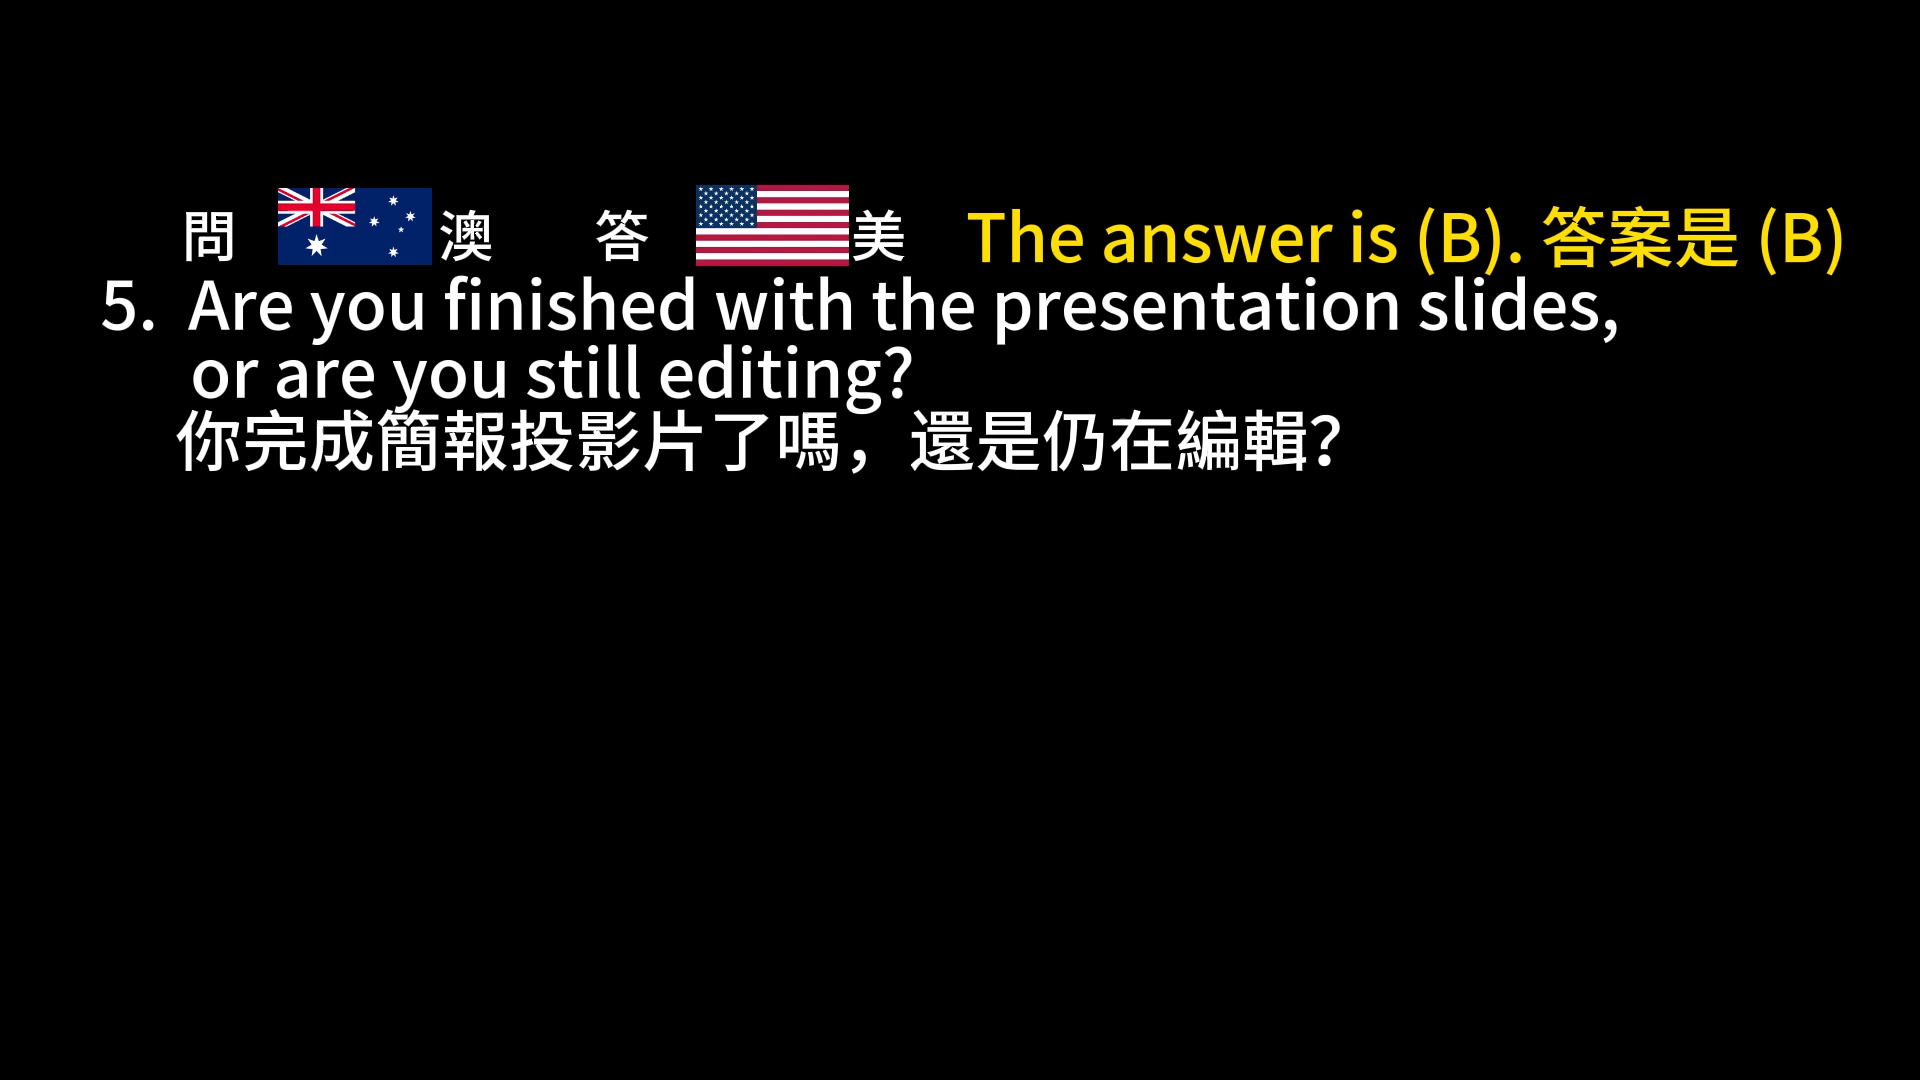 問 澳 答 美 The answer is (B). 答案是 (B)
5. Are you finished with the presentation slides,
or are you still editing?
你完成簡報投影片了嗎，還是仍在編輯？